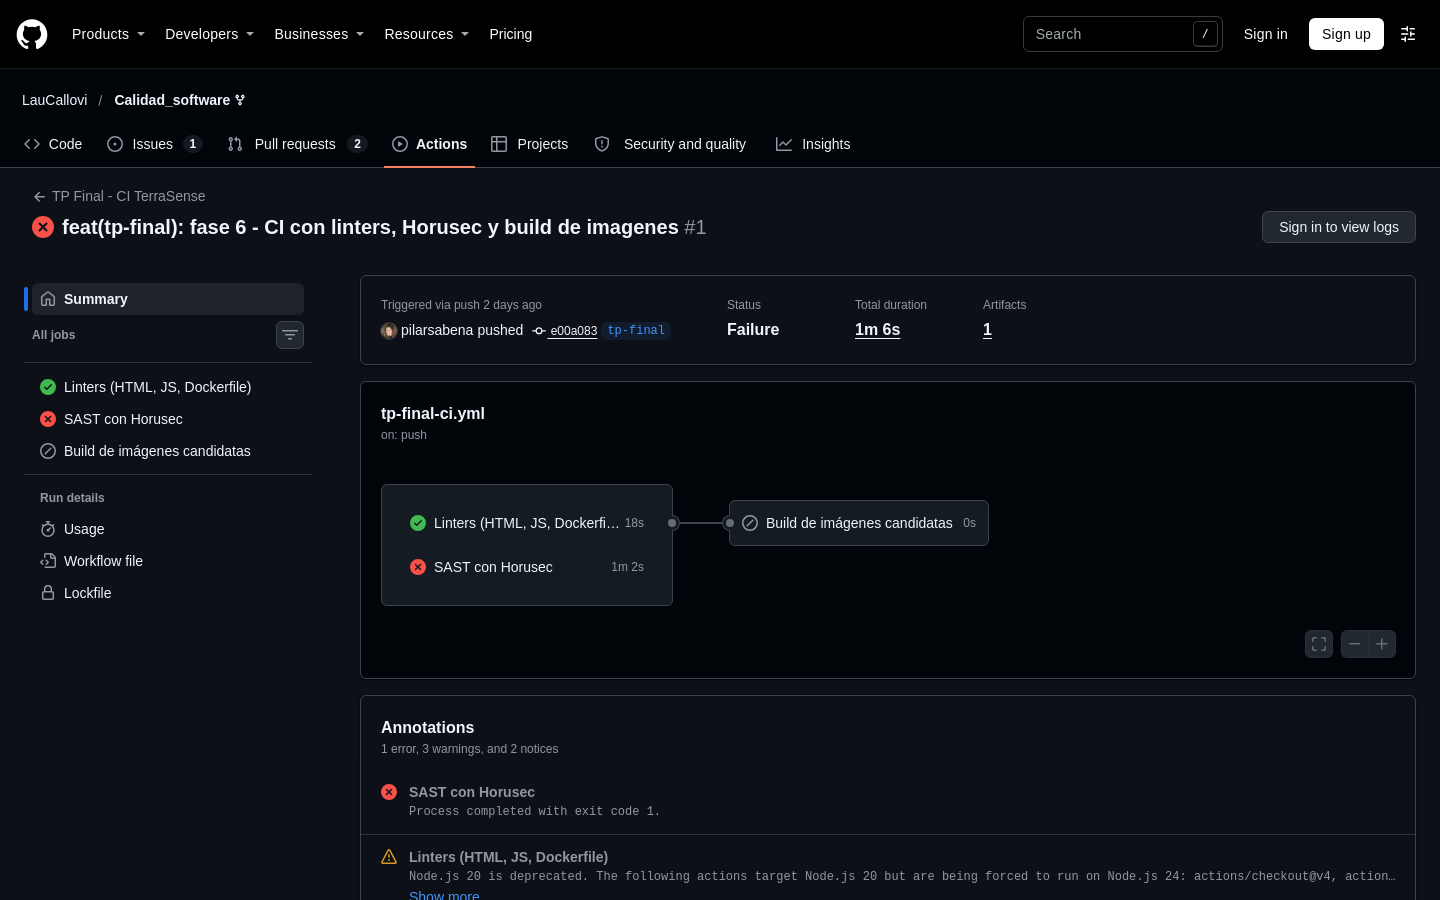 Products Developers Businesses Resources Pricing Search / Sign in Sign up
LauCallovi / Calidad_software
Code Issues 1 Pull requests 2 Actions Projects Security and quality Insights
TP Final - CI TerraSense
feat(tp-final): fase 6 - CI con linters, Horusec y build de imagenes #1
Sign in to view logs
Summary
All jobs
Linters (HTML, JS, Dockerfile)
SAST con Horusec
Build de imágenes candidatas
Run details
Usage
Workflow file
Lockfile
Triggered via push 2 days ago
pilarsabena pushed e00a083 tp-final
Status
Failure
Total duration
1m 6s
Artifacts
1
tp-final-ci.yml
on: push
Linters (HTML, JS, Dockerfi… 18s
SAST con Horusec 1m 2s
Build de imágenes candidatas 0s
Annotations
1 error, 3 warnings, and 2 notices
SAST con Horusec
Process completed with exit code 1.
Linters (HTML, JS, Dockerfile)
Node.js 20 is deprecated. The following actions target Node.js 20 but are being forced to run on Node.js 24: actions/checkout@v4, action…
Show more